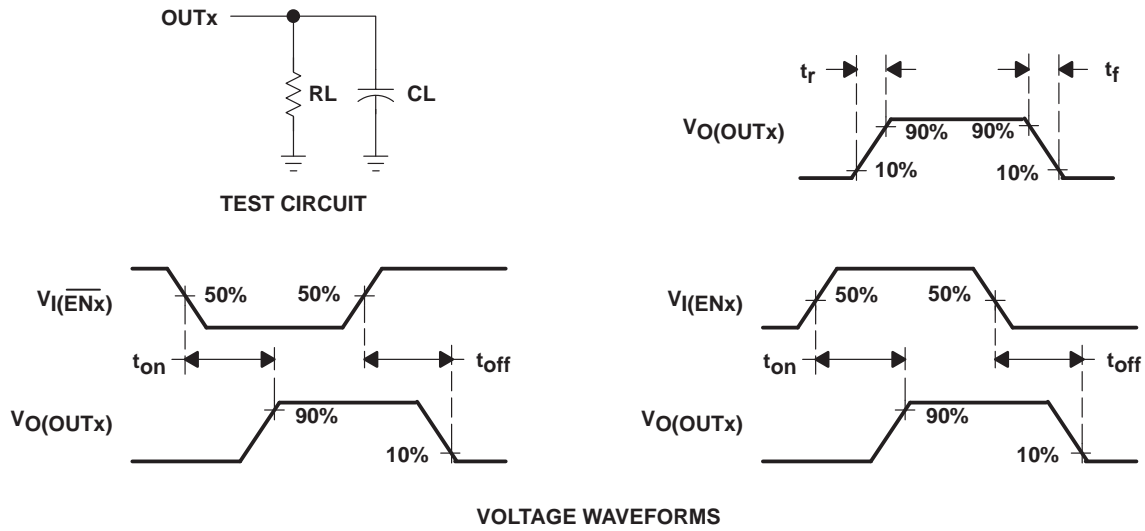 OUTx
RL CL
TEST CIRCUIT
tr tf
VO(OUTx)
90% 90%
10% 10%
VI(E̅N̅x̅)
50% 50%
ton toff
VO(OUTx)
90%
10%
VI(ENx)
50% 50%
ton toff
VO(OUTx)
90%
10%
VOLTAGE WAVEFORMS